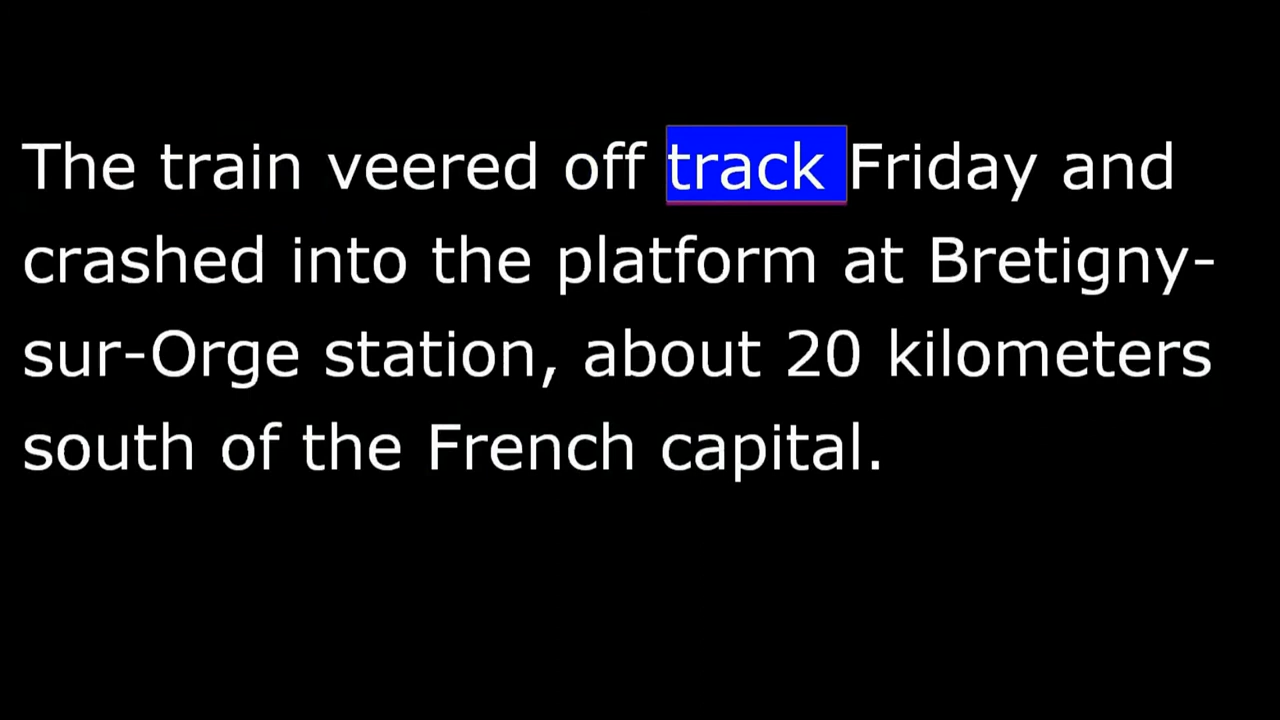 The train veered off track Friday and
crashed into the platform at Bretigny-
sur-Orge station, about 20 kilometers
south of the French capital.